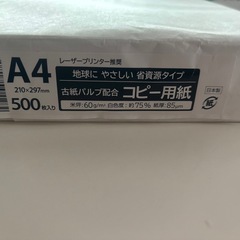 レーザープリンター推奨
A4
210×297mm
500枚入り
地球に やさしい 省資源タイプ
古紙パルプ配合 コピー用紙
米坪:60g/m² 白色度:約75% 紙厚:85μm
日本製
紙